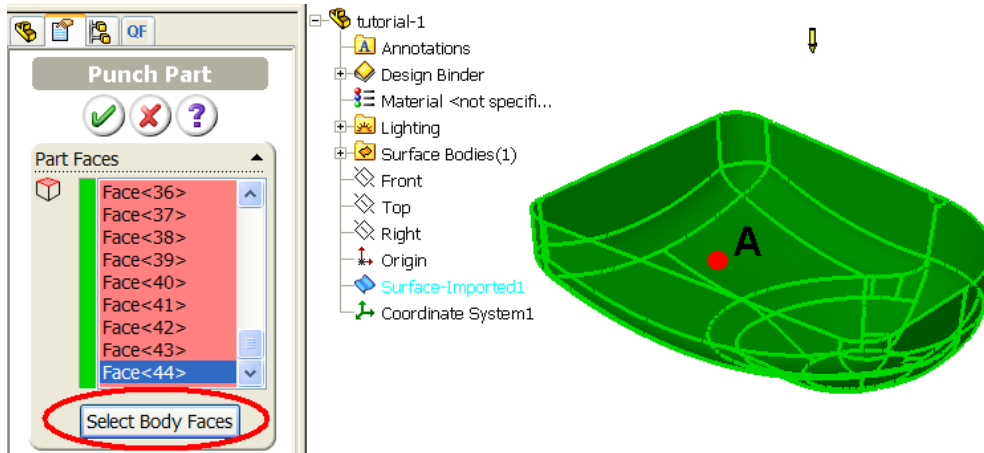 QF
Punch Part
Part Faces
Face<36>
Face<37>
Face<38>
Face<39>
Face<40>
Face<41>
Face<42>
Face<43>
Face<44>
Select Body Faces
tutorial-1
A Annotations
Design Binder
Material <not specifi...
Lighting
Surface Bodies(1)
Front
Top
Right
Origin
Surface-Imported1
Coordinate System1
A